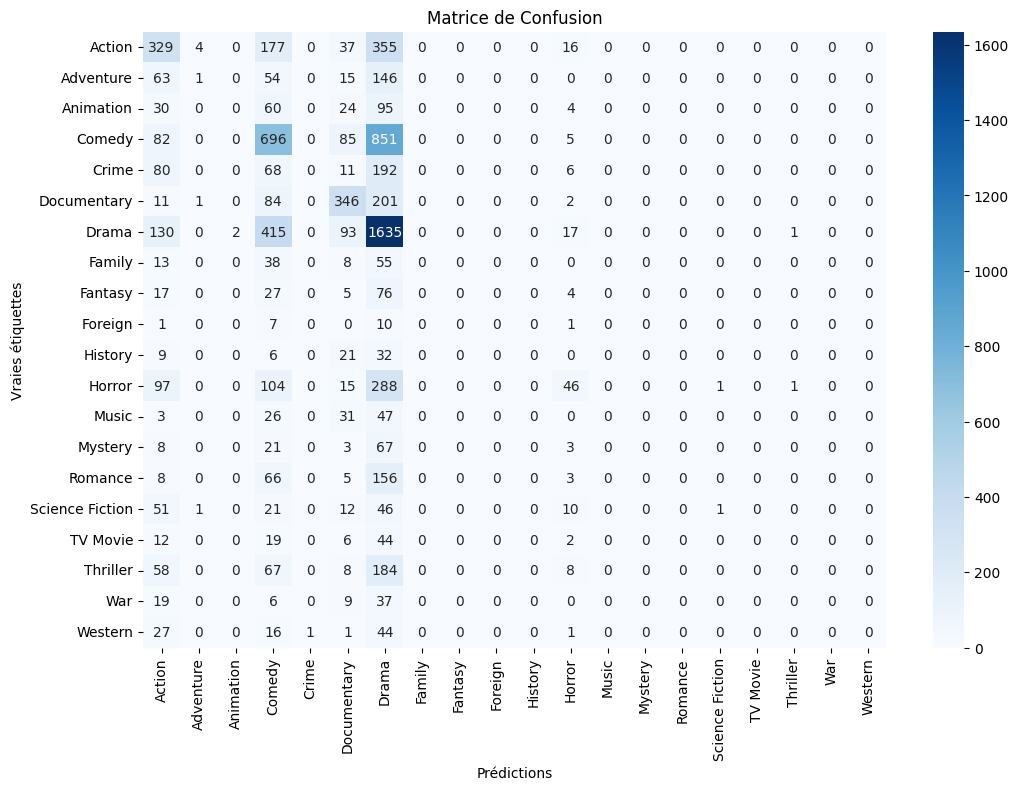 Matrice de Confusion
Action 329 4 0 177 0 37 355 0 0 0 0 16 0 0 0 0 0 0 0 0
Adventure 63 1 0 54 0 15 146 0 0 0 0 0 0 0 0 0 0 0 0 0
Animation 30 0 0 60 0 24 95 0 0 0 0 4 0 0 0 0 0 0 0 0
Comedy 82 0 0 696 0 85 851 0 0 0 0 5 0 0 0 0 0 0 0 0
Crime 80 0 0 68 0 11 192 0 0 0 0 6 0 0 0 0 0 0 0 0
Documentary 11 1 0 84 0 346 201 0 0 0 0 2 0 0 0 0 0 0 0 0
Drama 130 0 2 415 0 93 1635 0 0 0 0 17 0 0 0 0 0 1 0 0
Family 13 0 0 38 0 8 55 0 0 0 0 0 0 0 0 0 0 0 0 0
Fantasy 17 0 0 27 0 5 76 0 0 0 0 4 0 0 0 0 0 0 0 0
Foreign 1 0 0 7 0 0 10 0 0 0 0 1 0 0 0 0 0 0 0 0
History 9 0 0 6 0 21 32 0 0 0 0 0 0 0 0 0 0 0 0 0
Horror 97 0 0 104 0 15 288 0 0 0 0 46 0 0 0 1 0 1 0 0
Music 3 0 0 26 0 31 47 0 0 0 0 0 0 0 0 0 0 0 0 0
Mystery 8 0 0 21 0 3 67 0 0 0 0 3 0 0 0 0 0 0 0 0
Romance 8 0 0 66 0 5 156 0 0 0 0 3 0 0 0 0 0 0 0 0
Science Fiction 51 1 0 21 0 12 46 0 0 0 0 10 0 0 0 1 0 0 0 0
TV Movie 12 0 0 19 0 6 44 0 0 0 0 2 0 0 0 0 0 0 0 0
Thriller 58 0 0 67 0 8 184 0 0 0 0 8 0 0 0 0 0 0 0 0
War 19 0 0 6 0 9 37 0 0 0 0 0 0 0 0 0 0 0 0 0
Western 27 0 0 16 1 1 44 0 0 0 0 1 0 0 0 0 0 0 0 0
Vraies étiquettes
Action
Adventure
Animation
Comedy
Crime
Documentary
Drama
Family
Fantasy
Foreign
History
Horror
Music
Mystery
Romance
Science Fiction
TV Movie
Thriller
War
Western
Prédictions
1600
1400
1200
1000
800
600
400
200
0